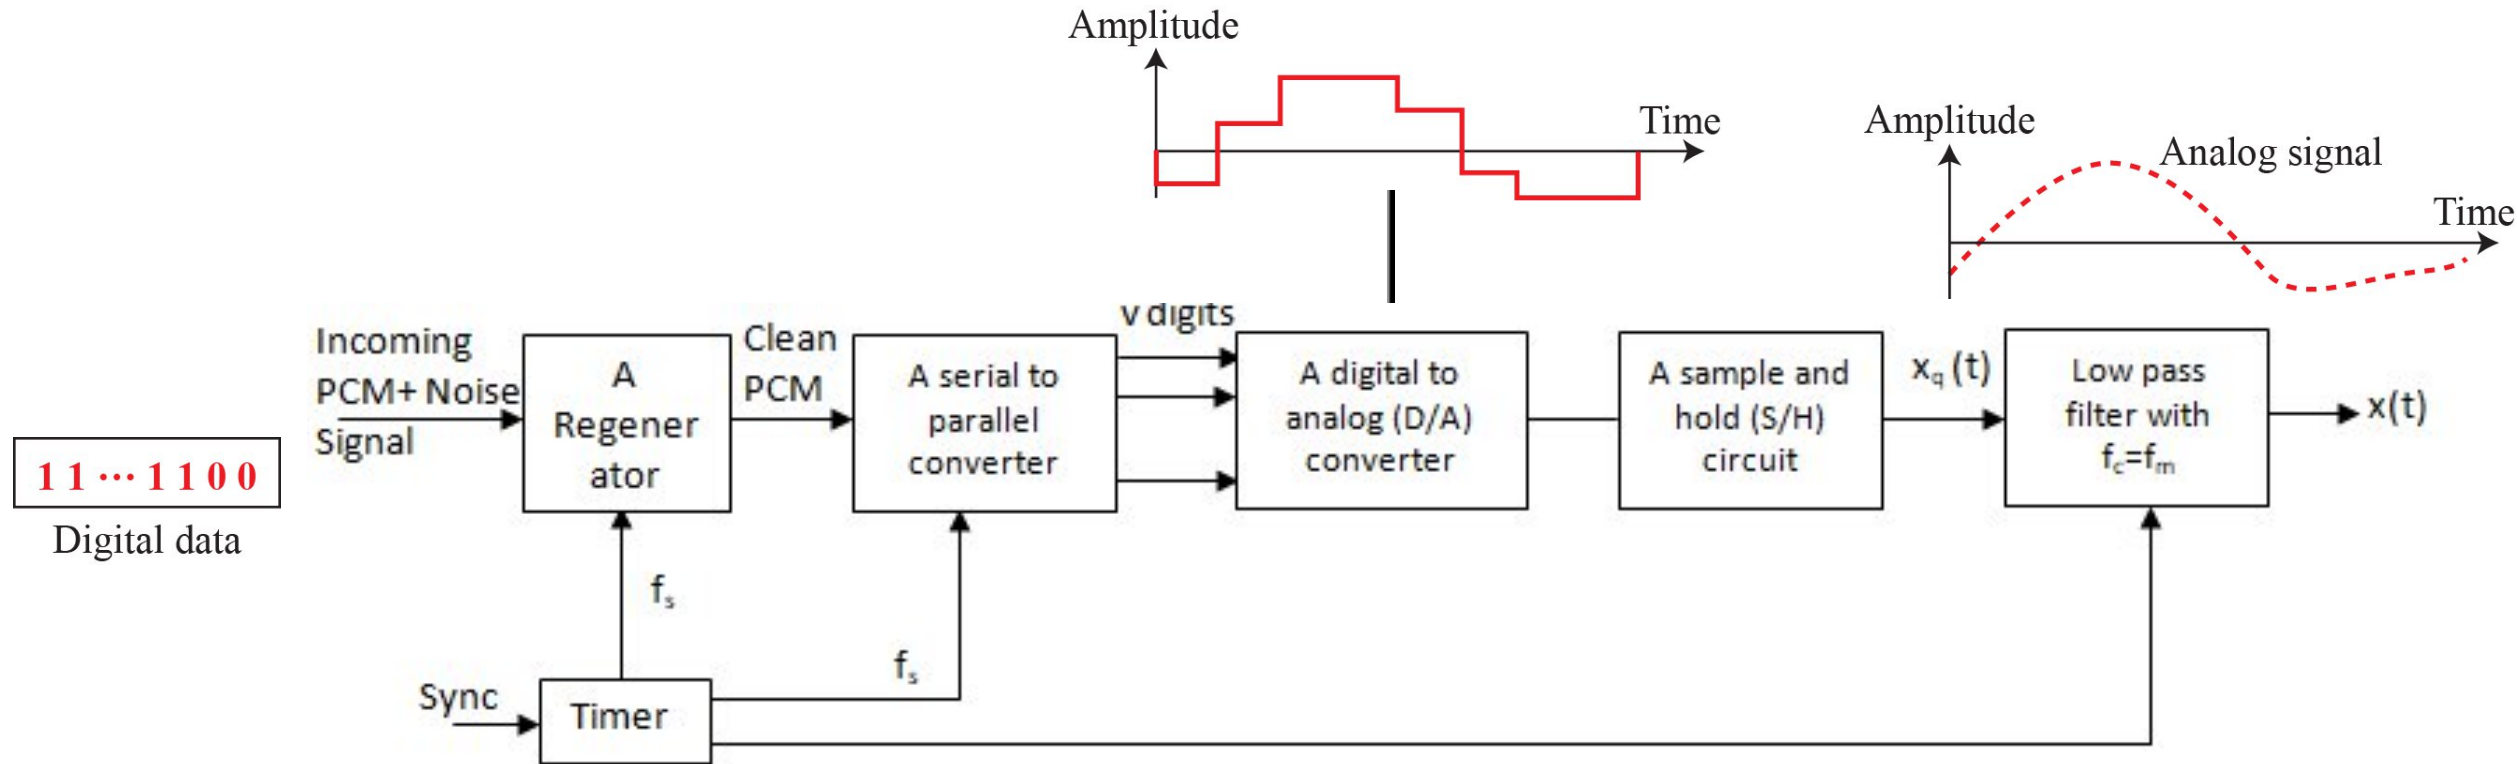 Amplitude
Time
Amplitude
Analog signal
Time
Incoming
PCM+ Noise
Signal
1 1 ··· 1 1 0 0
Digital data
A
Regener
ator
Clean
PCM
A serial to
parallel
converter
v digits
A digital to
analog (D/A)
converter
A sample and
hold (S/H)
circuit
xq (t)
Low pass
filter with
fc=fm
x(t)
fs
fs
Sync
Timer